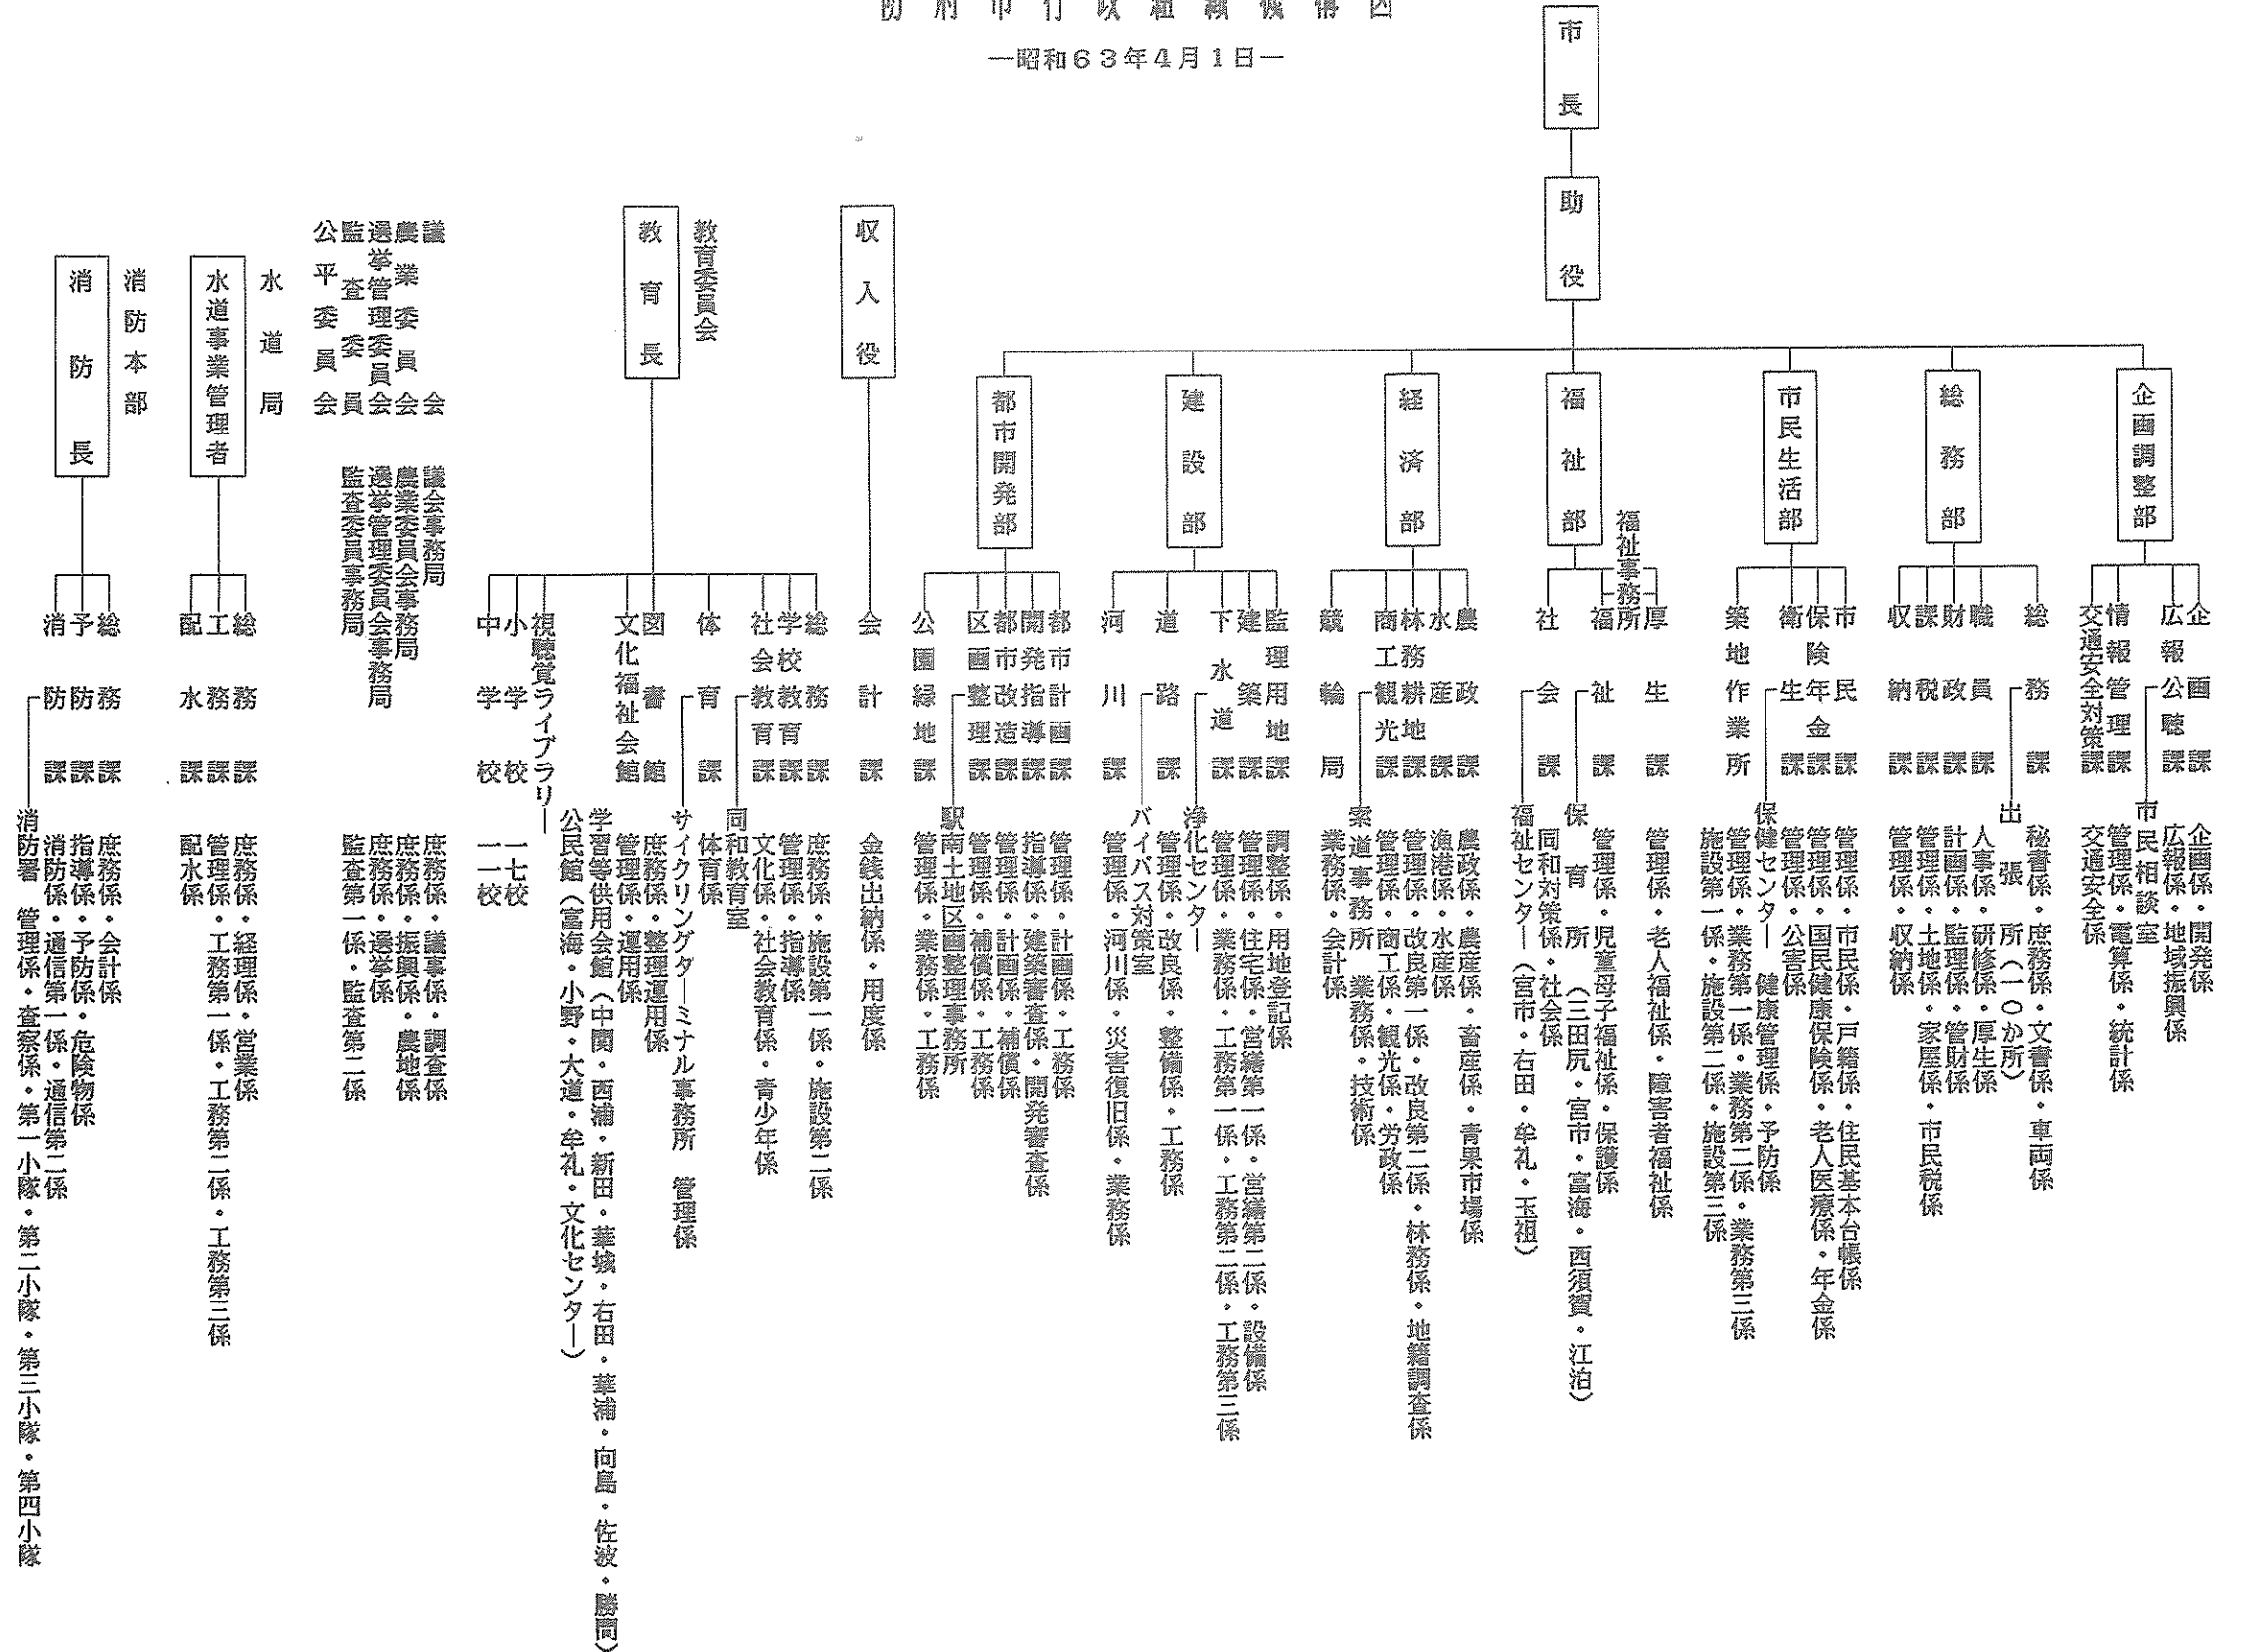 防府市行政組織機構図
―昭和63年4月1日―
市長
助役
企画調整部
企画課 企画係・開発係
広報公聴課 広報係・地域振興係
市民相談室
情報管理課 管理係・電算係・統計係
交通安全対策課 交通安全係
総務部
総務課 秘書係・庶務係・文書係・車両係
出張所（一〇か所）
職員課 人事係・研修係・厚生係
財政課 計画係・監理係・管財係
課税課 管理係・土地係・家屋係・市民税係
収納課 管理係・収納係
市民生活部
市民課 管理係・市民係・戸籍係・住民基本台帳係
保険年金課 管理係・国民健康保険係・老人医療係・年金係
衛生課 管理係・公害係
保健センター 健康管理係・予防係
築地作業所 管理係・業務第一係・業務第二係・業務第三係
施設第一係・施設第二係・施設第三係
福祉部
福祉事務所
厚生課 管理係・老人福祉係・障害者福祉係
福祉課 管理係・児童母子福祉係・保護係
保育所（三田尻・宮市・富海・西須賀・江泊）
社会課 同和対策係・社会係
福祉センター（宮市・右田・牟礼・玉祖）
経済部
農政課 農政係・農産係・畜産係・青果市場係
水産課 漁港係・水産係
林務耕地課 管理係・改良第一係・改良第二係・林務係・地籍調査係
商工観光課 管理係・商工係・観光係・労政係
索道事務所 業務係・技術係
競輪局 業務係・会計係
建設部
監理用地課 調整係・用地登記係
建築課 管理係・住宅係・営繕第一係・営繕第二係・設備係
下水道課 管理係・業務係・工務第一係・工務第二係・工務第三係
浄化センター
道路課 管理係・改良係・整備係・工務係
バイパス対策室
河川課 管理係・河川係・災害復旧係・業務係
都市開発部
都市計画課 管理係・計画係・工務係
開発指導課 指導係・建築審査係・開発審査係
都市改造課 管理係・計画係・補償係
区画整理課 管理係・補償係・工務係
駅南土地区画整理事務所
公園緑地課 管理係・業務係・工務係
収入役
会計課 金銭出納係・用度係
教育委員会
教育長
総務課 庶務係・施設第一係・施設第二係
学校教育課 管理係・指導係
社会教育課 文化係・社会教育係・青少年係
同和教育室
体育課 体育係
サイクリングターミナル事務所 管理係
図書館 庶務係・整理運用係
文化福祉会館 管理係・運用係
学習等供用会館（中関・西浦・新田・華城・右田・華浦・向島・佐波・勝間）
公民館（富海・小野・大道・牟礼・文化センター）
視聴覚ライブラリー
小学校 一七校
中学校 一一校
議会 議会事務局 庶務係・議事係・調査係
農業委員会 農業委員会事務局 庶務係・振興係・農地係
選挙管理委員会 選挙管理委員会事務局 庶務係・選挙係
監査委員 監査委員事務局 監査第一係・監査第二係
公平委員会
水道局
水道事業管理者
総務課 庶務係・経理係・営業係
工務課 管理係・工務第一係・工務第二係・工務第三係
配水課 配水係
消防本部
消防長
総務課 庶務係・会計係
予防課 指導係・予防係・危険物係
消防課 消防係・通信第一係・通信第二係
消防署 管理係・査察係・第一小隊・第二小隊・第三小隊・第四小隊